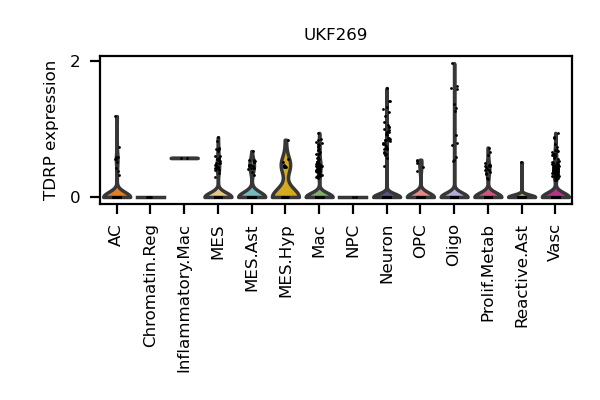 UKF269
TDRP expression
2
0
AC
Chromatin.Reg
Inflammatory.Mac
MES
MES.Ast
MES.Hyp
Mac
NPC
Neuron
OPC
Oligo
Prolif.Metab
Reactive.Ast
Vasc